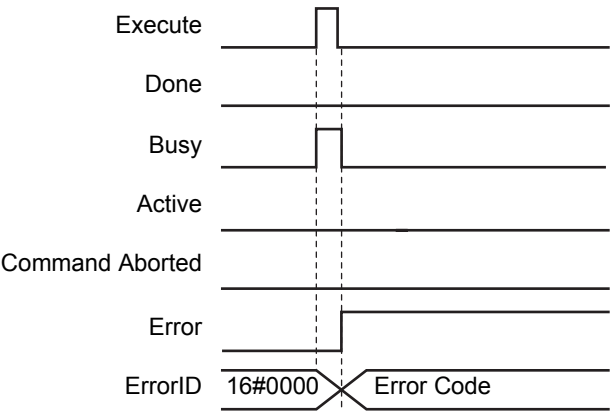 Execute
Done
Busy
Active
Command Aborted
Error
ErrorID 16#0000 Error Code